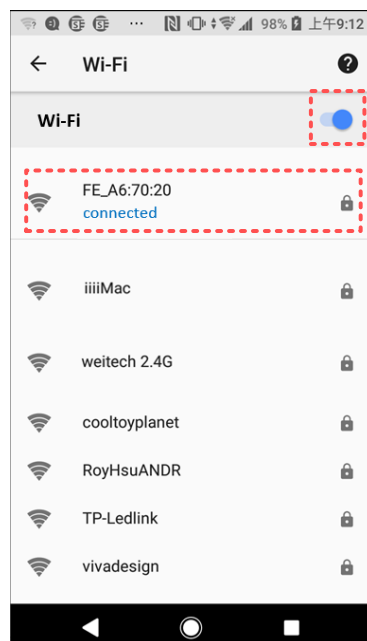 98% 上午9:12
Wi-Fi
Wi-Fi
FE_A6:70:20
connected
iiiiMac
weitech 2.4G
cooltoyplanet
RoyHsuANDR
TP-Ledlink
vivadesign